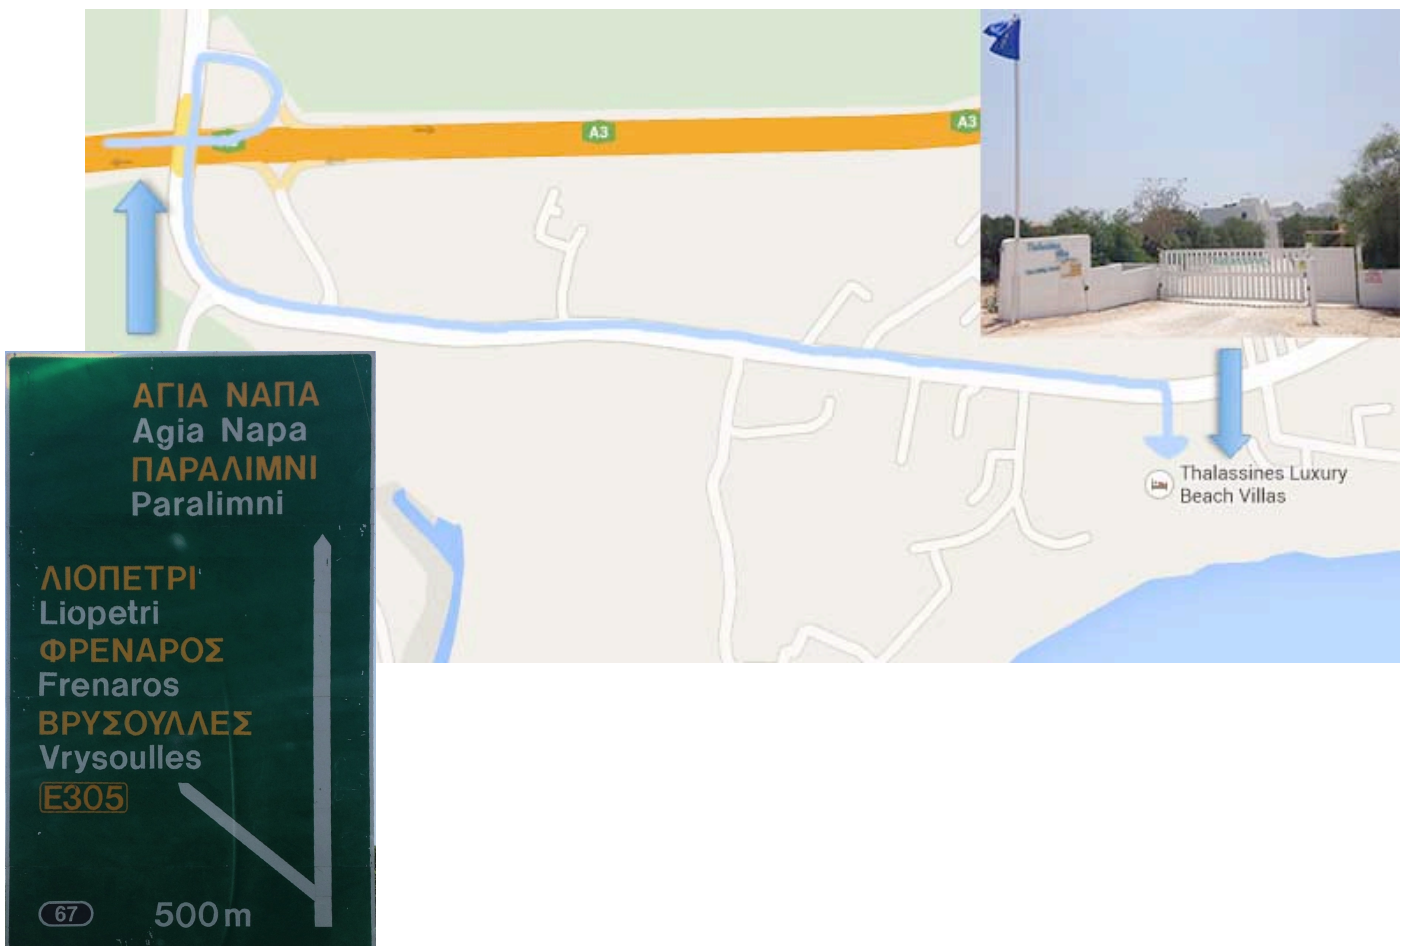 A3
A3
Thalassines
Thalassines Luxury
Beach Villas
ΑΓΙΑ ΝΑΠΑ
Agia Napa
ΠΑΡΑΛΙΜΝΙ
Paralimni
ΛΙΟΠΕΤΡΙ
Liopetri
ΦΡΕΝΑΡΟΣ
Frenaros
ΒΡΥΣΟΥΛΛΕΣ
Vrysoulles
E305
67 500m